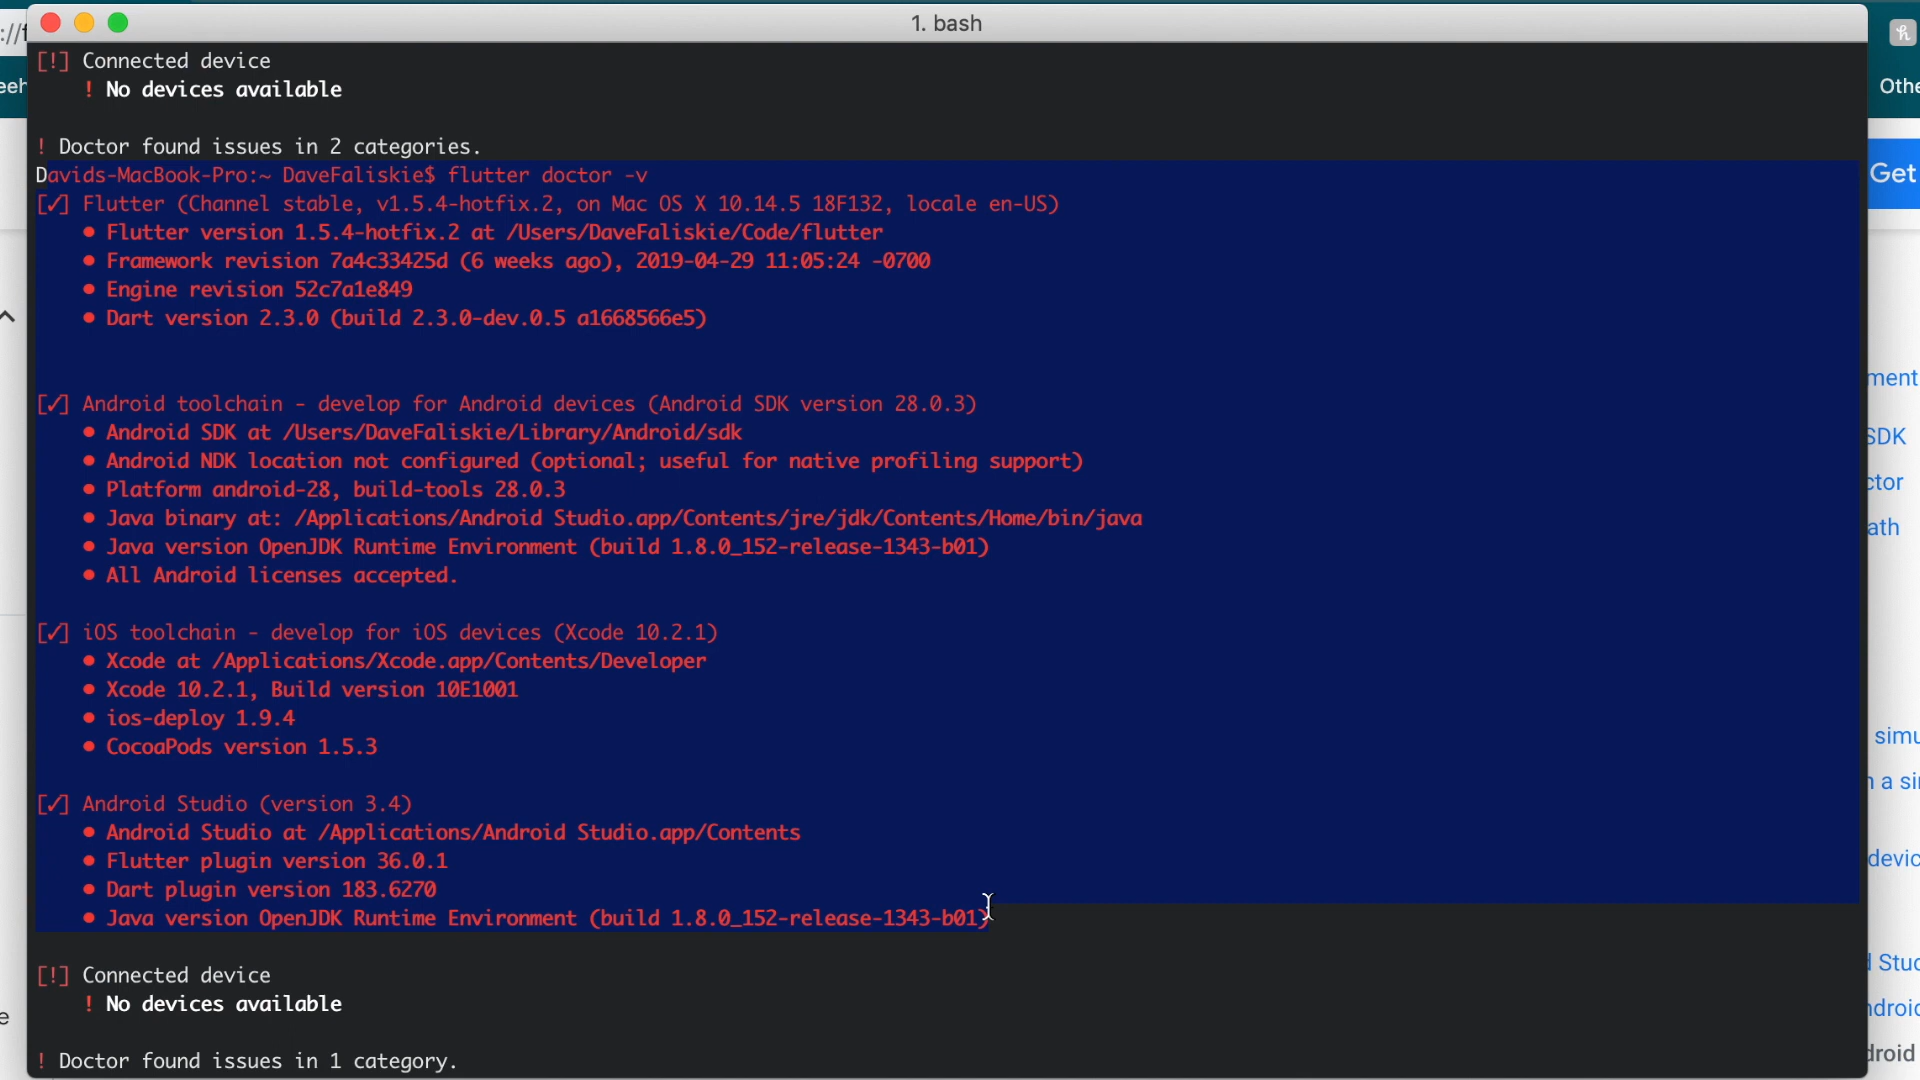 1. bash
://f
eeh
Othe
Get
[!] Connected device
! No devices available
! Doctor found issues in 2 categories.
Davids-MacBook-Pro:~ DaveFaliskie$ flutter doctor -v
[✓] Flutter (Channel stable, v1.5.4-hotfix.2, on Mac OS X 10.14.5 18F132, locale en-US)
• Flutter version 1.5.4-hotfix.2 at /Users/DaveFaliskie/Code/flutter
• Framework revision 7a4c33425d (6 weeks ago), 2019-04-29 11:05:24 -0700
• Engine revision 52c7a1e849
• Dart version 2.3.0 (build 2.3.0-dev.0.5 a1668566e5)
[✓] Android toolchain - develop for Android devices (Android SDK version 28.0.3)
• Android SDK at /Users/DaveFaliskie/Library/Android/sdk
• Android NDK location not configured (optional; useful for native profiling support)
• Platform android-28, build-tools 28.0.3
• Java binary at: /Applications/Android Studio.app/Contents/jre/jdk/Contents/Home/bin/java
• Java version OpenJDK Runtime Environment (build 1.8.0_152-release-1343-b01)
• All Android licenses accepted.
[✓] iOS toolchain - develop for iOS devices (Xcode 10.2.1)
• Xcode at /Applications/Xcode.app/Contents/Developer
• Xcode 10.2.1, Build version 10E1001
• ios-deploy 1.9.4
• CocoaPods version 1.5.3
[✓] Android Studio (version 3.4)
• Android Studio at /Applications/Android Studio.app/Contents
• Flutter plugin version 36.0.1
• Dart plugin version 183.6270
• Java version OpenJDK Runtime Environment (build 1.8.0_152-release-1343-b01)
[!] Connected device
! No devices available
! Doctor found issues in 1 category.
ment
SDK
ctor
ath
simu
n a si
devic
d Stud
ndroid
droid
e